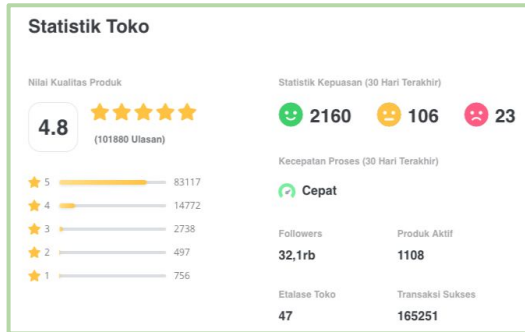 Statistik Toko
Nilai Kualitas Produk
4.8
(101880 Ulasan)
5 83117
4 14772
3 2738
2 497
1 756
Statistik Kepuasan (30 Hari Terakhir)
2160 106 23
Kecepatan Proses (30 Hari Terakhir)
Cepat
Followers Produk Aktif
32,1rb 1108
Etalase Toko Transaksi Sukses
47 165251